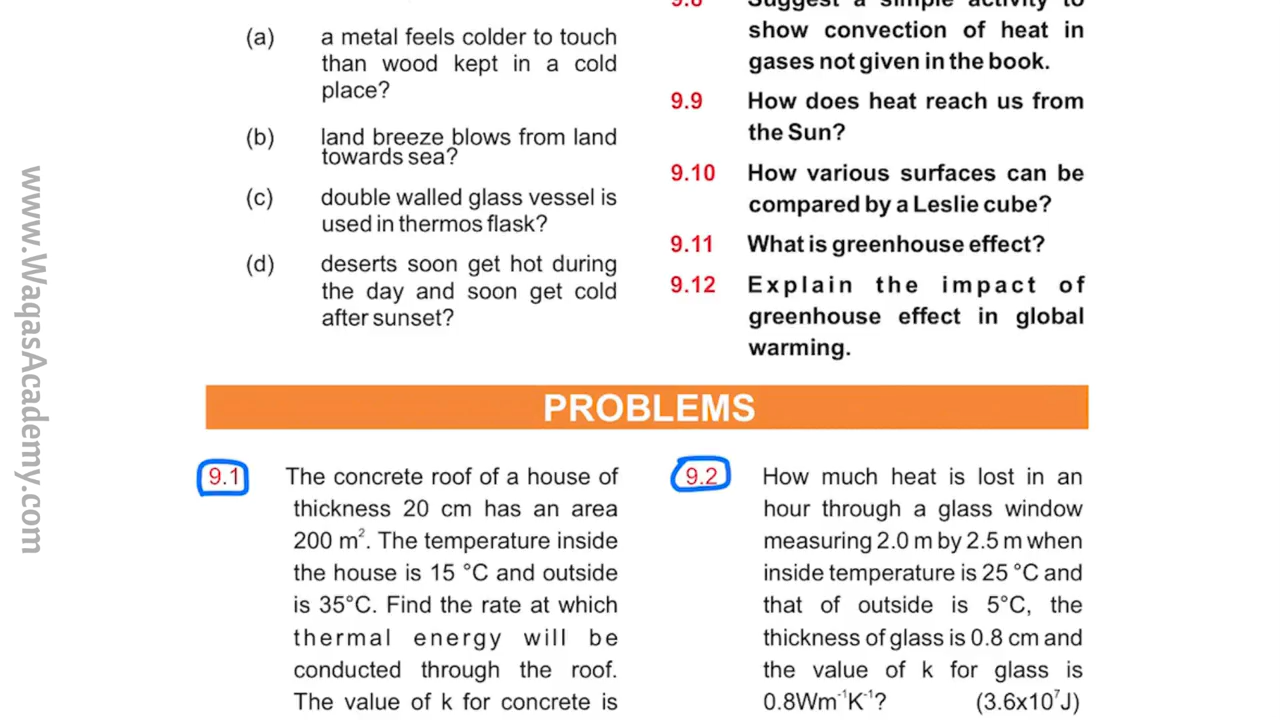 (a) a metal feels colder to touch
than wood kept in a cold
place?
(b) land breeze blows from land
towards sea?
(c) double walled glass vessel is
used in thermos flask?
(d) deserts soon get hot during
the day and soon get cold
after sunset?
9.8 Suggest a simple activity to
show convection of heat in
gases not given in the book.
9.9 How does heat reach us from
the Sun?
9.10 How various surfaces can be
compared by a Leslie cube?
9.11 What is greenhouse effect?
9.12 Explain the impact of
greenhouse effect in global
warming.
PROBLEMS
9.1 The concrete roof of a house of
thickness 20 cm has an area
200 m². The temperature inside
the house is 15 °C and outside
is 35°C. Find the rate at which
thermal energy will be
conducted through the roof.
The value of k for concrete is
9.2 How much heat is lost in an
hour through a glass window
measuring 2.0 m by 2.5 m when
inside temperature is 25 °C and
that of outside is 5°C, the
thickness of glass is 0.8 cm and
the value of k for glass is
0.8Wm⁻¹K⁻¹? (3.6x10⁷J)
www.WaqasAcademy.com